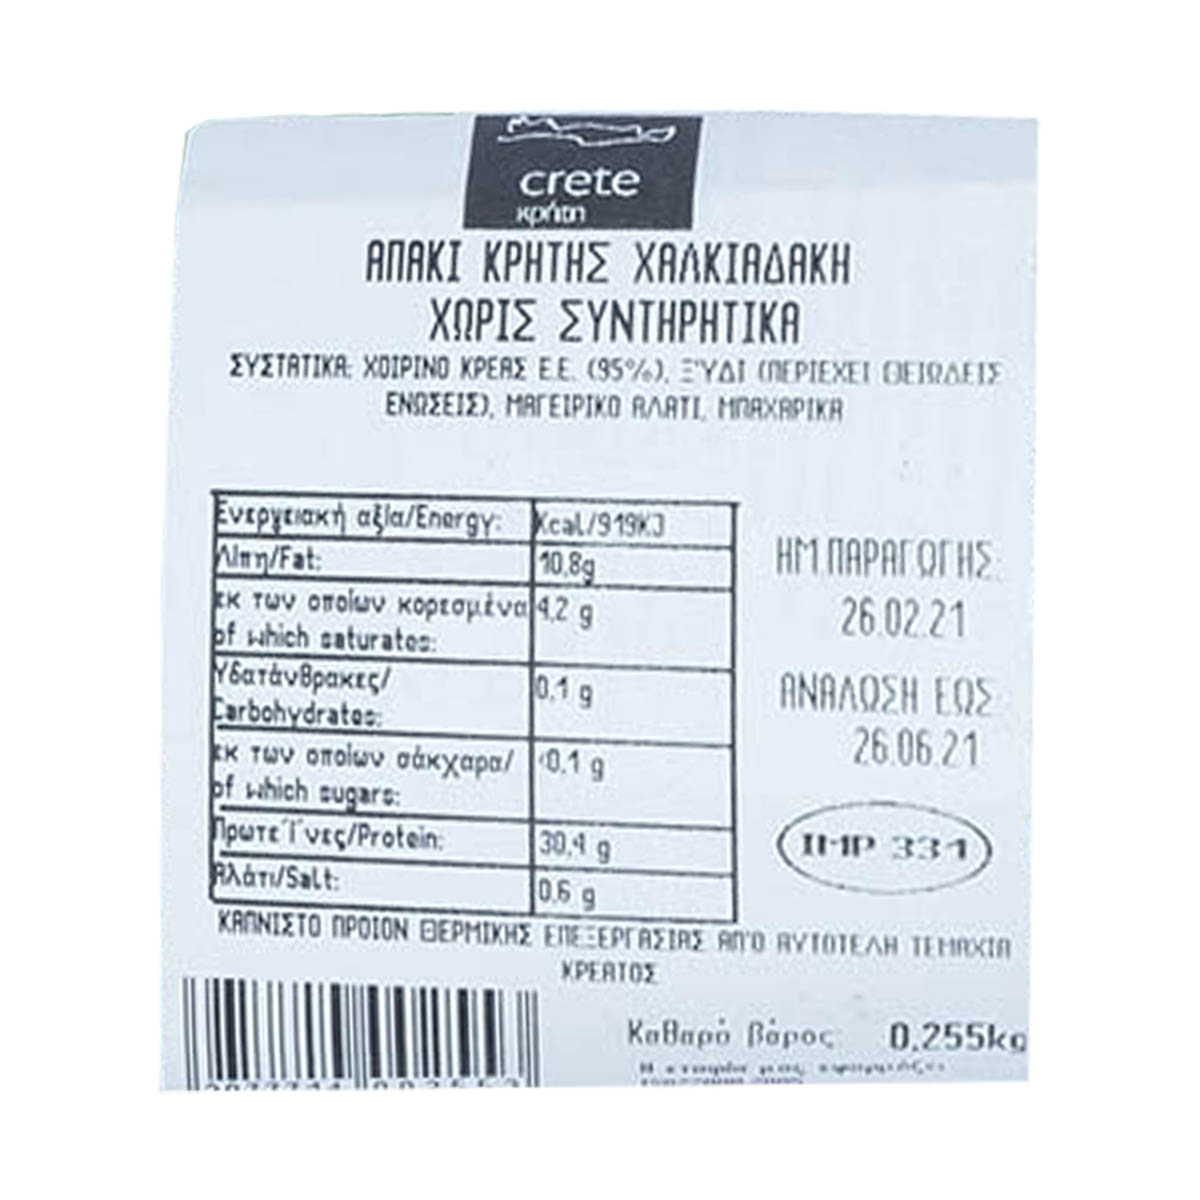 crete
κρήτη
ΑΠΑΚΙ ΚΡΗΤΗΣ ΧΑΛΚΙΑΔΑΚΗ
ΧΩΡΙΣ ΣΥΝΤΗΡΗΤΙΚΑ
ΣΥΣΤΑΤΙΚΑ: ΧΟΙΡΙΝΟ ΚΡΕΑΣ Ε.Ε. (95%), Ξ'ΥΔΙ (ΠΕΡΙΕΧΕΙ ΘΕΙΩΔΕΙΣ
ΕΝΩΣΕΙΣ), ΜΑΓΕΙΡΙΚΟ ΑΛΑΤΙ, ΜΠΑΧΑΡΙΚΑ
Ενεργειακή αξία/Energy: Kcal/919KJ
Λίπη/Fat: 10,8g
εκ των οποίων κορεσμένα 4,2 g
of which saturates:
Υδατάνθρακες/ 0,1 g
Carbohydrates:
εκ των οποίων σάκχαρα/ <0,1 g
of which sugars:
Πρωτε ̈ί ̈νες/Protein: 30,4 g
Αλάτι/Salt: 0,6 g
ΗΜ.ΠΑΡΑΓΩΓΗΣ:
26.02.21
ΑΝΑΛΩΣΗ ΕΩΣ:
26.06.21
IMP 331
ΚΑΠΝΙΣΤΟ ΠΡΟΙΟΝ ΘΕΡΜΙΚΗΣ ΕΠΕΞΕΡΓΑΣΙΑΣ ΑΠ'Ο ΑΥΤΟΤΕΛΗ ΤΕΜΑΧΙΑ
ΚΡΕΑΤΟΣ
Καθαρό βάρος: 0,255kg